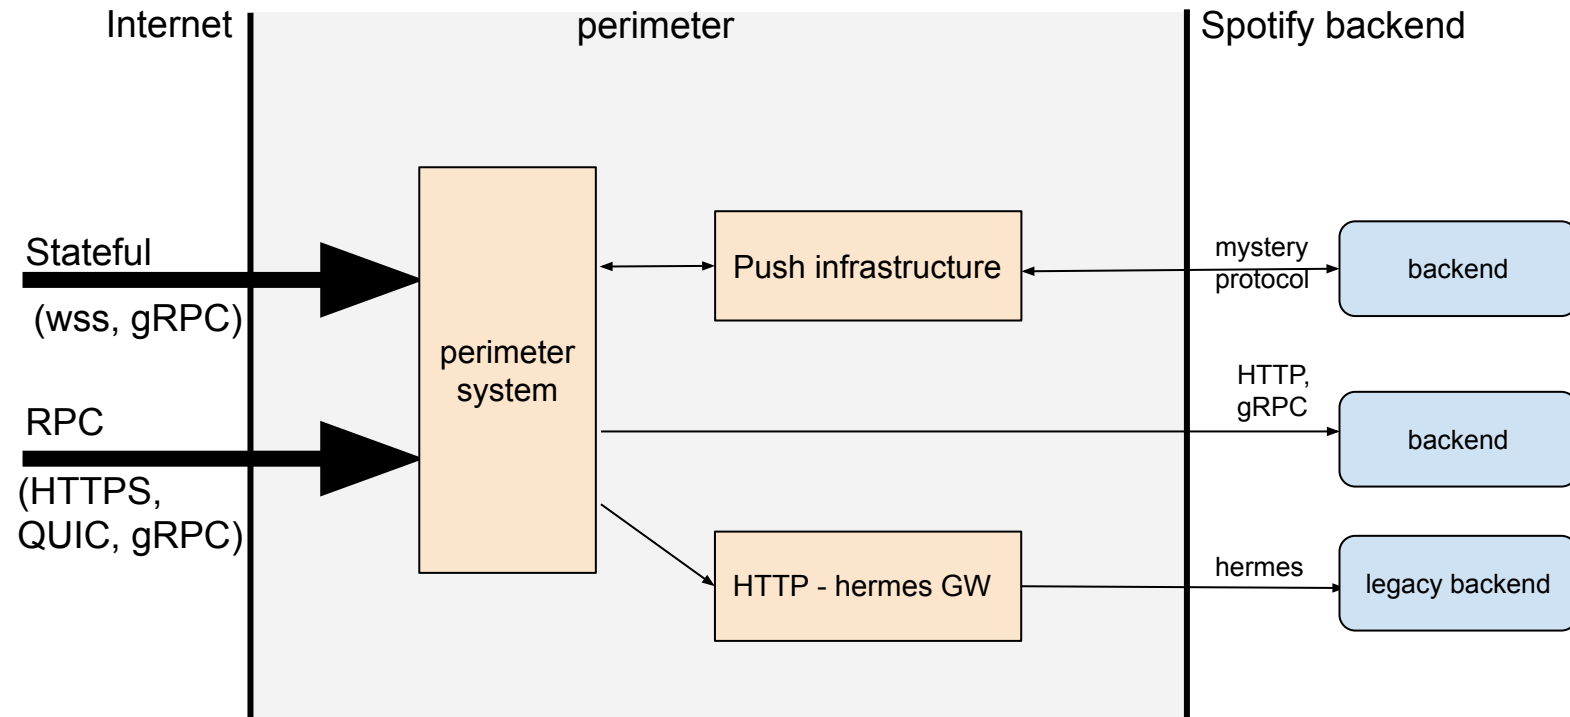 Internet
perimeter
Spotify backend
Stateful
(wss, gRPC)
RPC
(HTTPS,
QUIC, gRPC)
perimeter
system
Push infrastructure
HTTP - hermes GW
mystery
protocol
backend
HTTP,
gRPC
backend
hermes
legacy backend